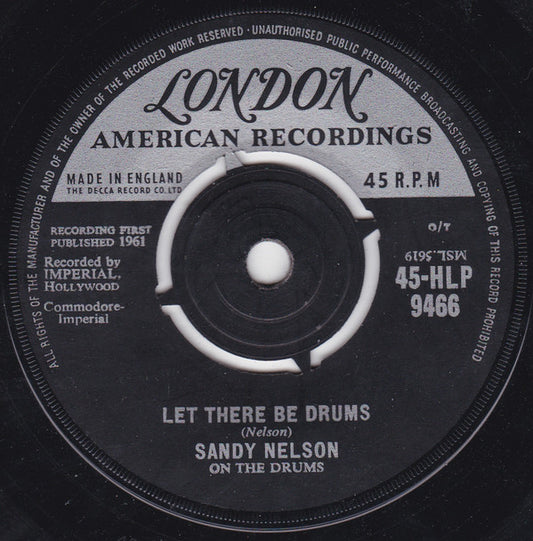 ALL RIGHTS OF THE MANUFACTURER AND OF THE OWNER OF THE RECORDED WORK RESERVED · UNAUTHORISED PUBLIC PERFORMANCE BROADCASTING AND COPYING OF THIS RECORD PROHIBITED
LONDON
AMERICAN RECORDINGS
MADE IN ENGLAND
THE DECCA RECORD CO. LTD.
45 R.P.M
RECORDING FIRST
PUBLISHED 1961
Recorded by
IMPERIAL,
HOLLYWOOD
Commodore-
Imperial
O/T
MSL.5619
45-HLP
9466
LET THERE BE DRUMS
(Nelson)
SANDY NELSON
ON THE DRUMS